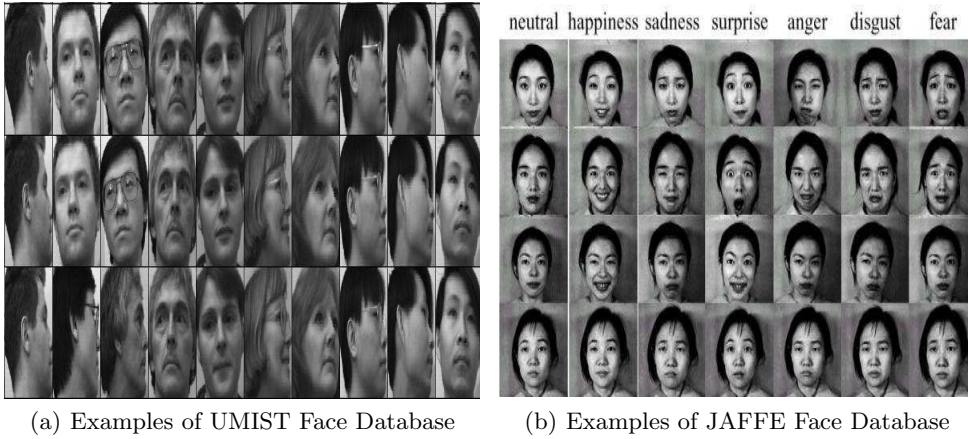 neutral happiness sadness surprise anger disgust fear
(a) Examples of UMIST Face Database
(b) Examples of JAFFE Face Database